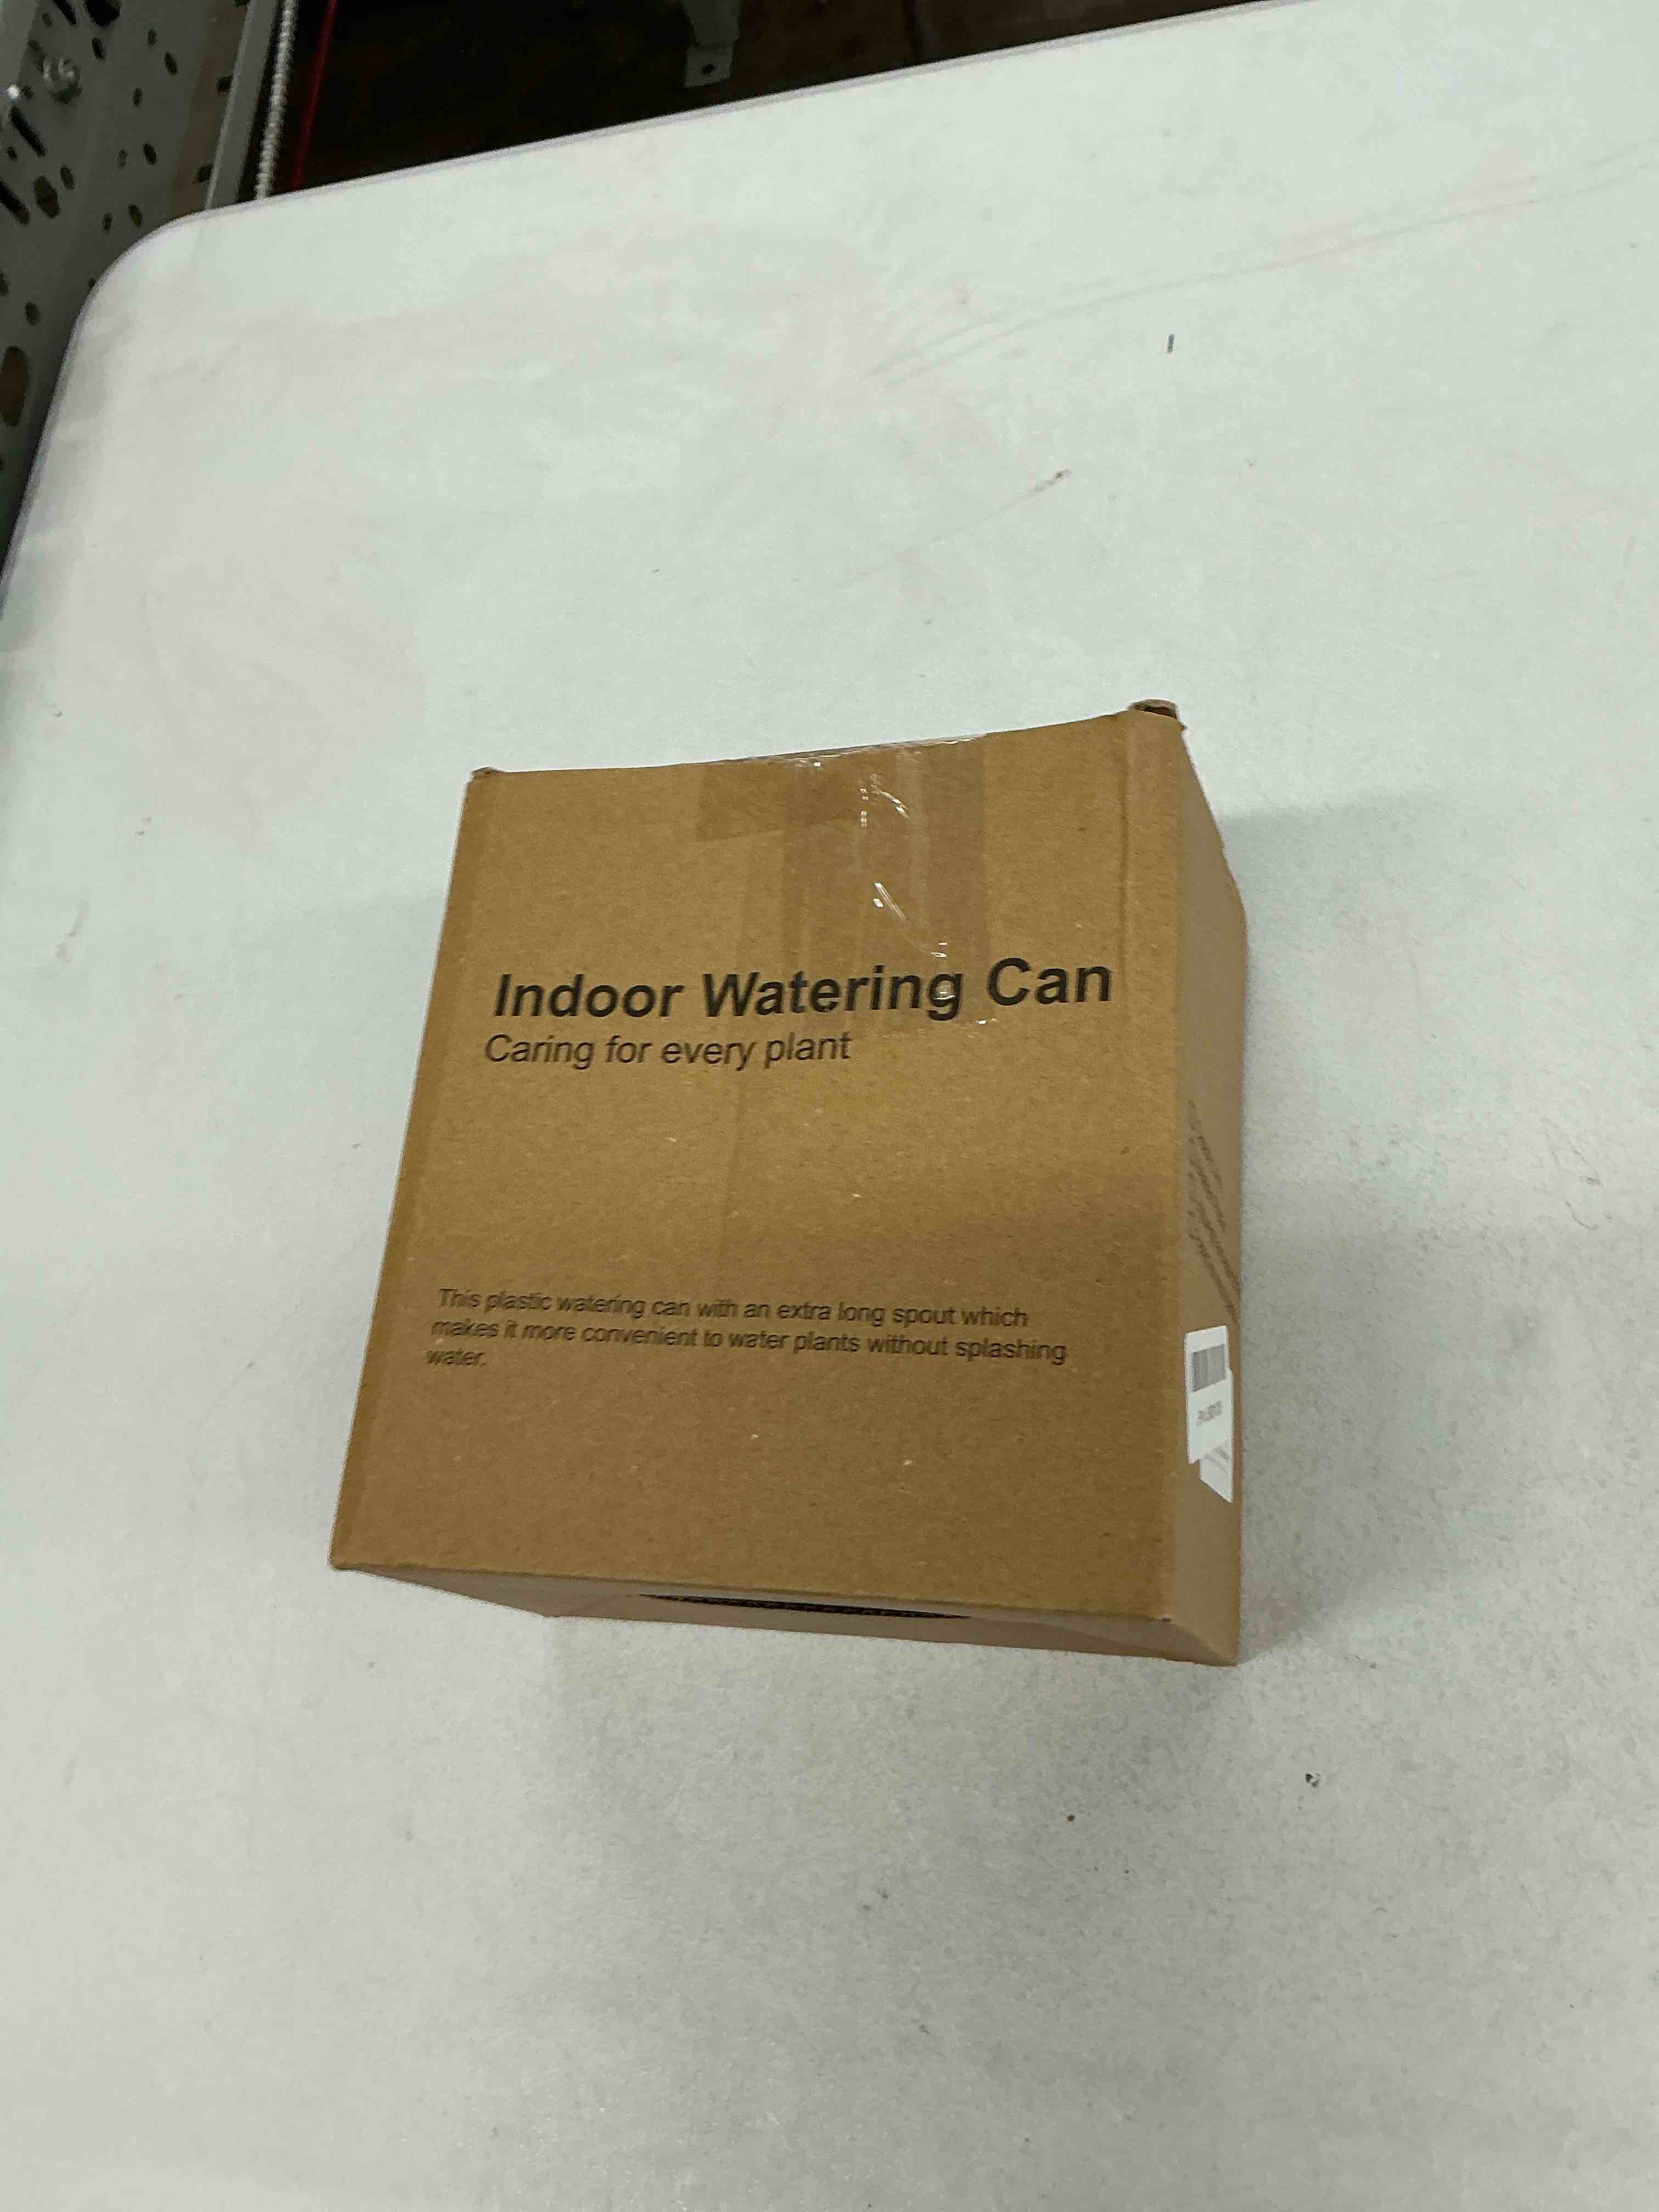 Indoor Watering Can
Caring for every plant
This plastic watering can with an extra long spout which
makes it more convenient to water plants without splashing
water.